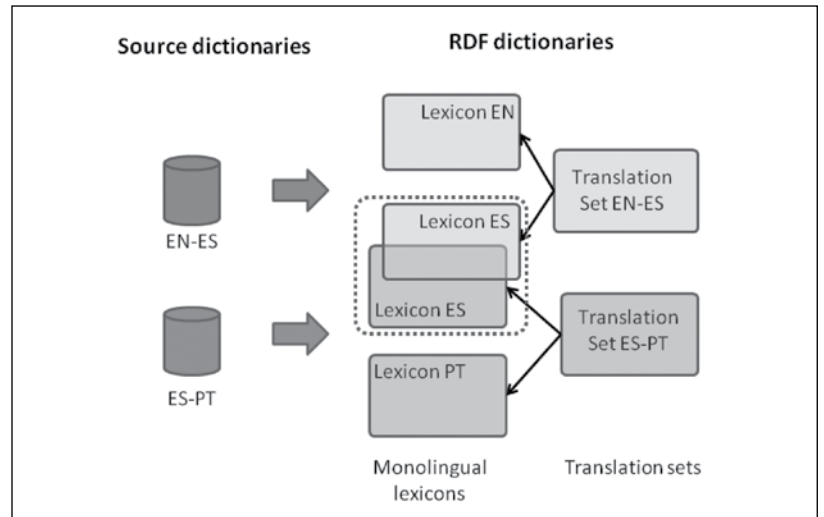 Source dictionaries
RDF dictionaries
Lexicon EN
Translation
Set EN-ES
EN-ES
Lexicon ES
Lexicon ES
Translation
Set ES-PT
ES-PT
Lexicon PT
Monolingual
lexicons
Translation sets